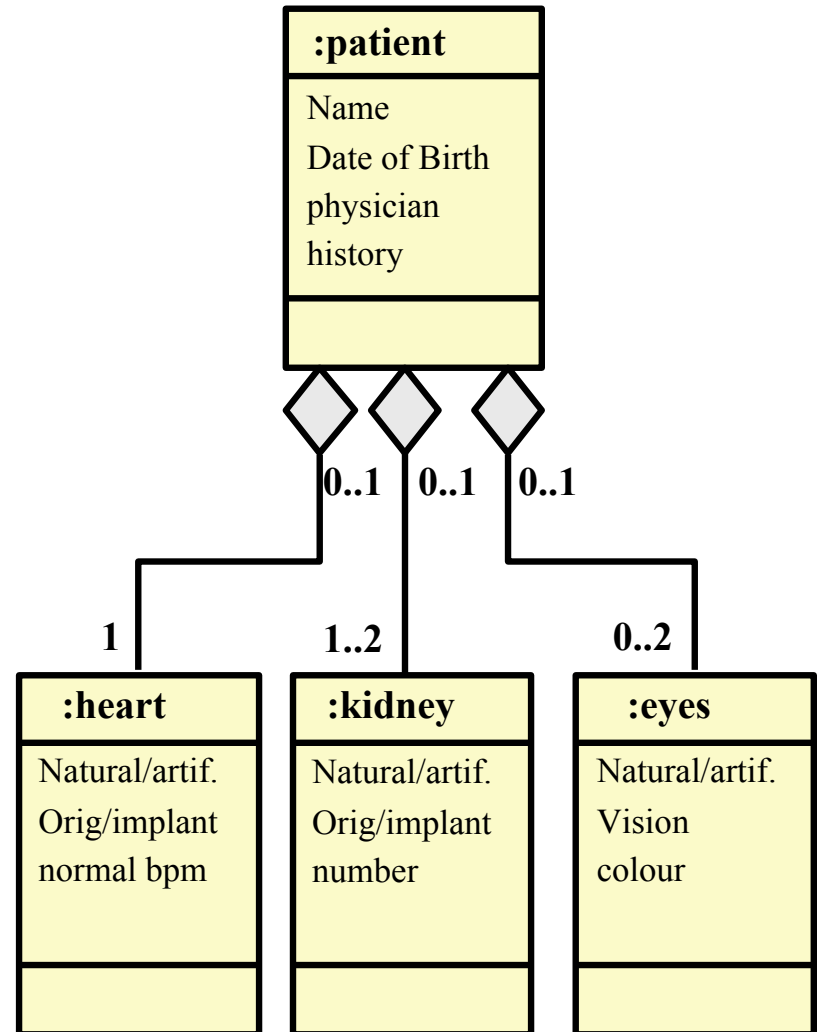 :patient
Name
Date of Birth
physician
history
0..1 0..1 0..1
1 1..2 0..2
:heart
Natural/artif.
Orig/implant
normal bpm
:kidney
Natural/artif.
Orig/implant
number
:eyes
Natural/artif.
Vision
colour